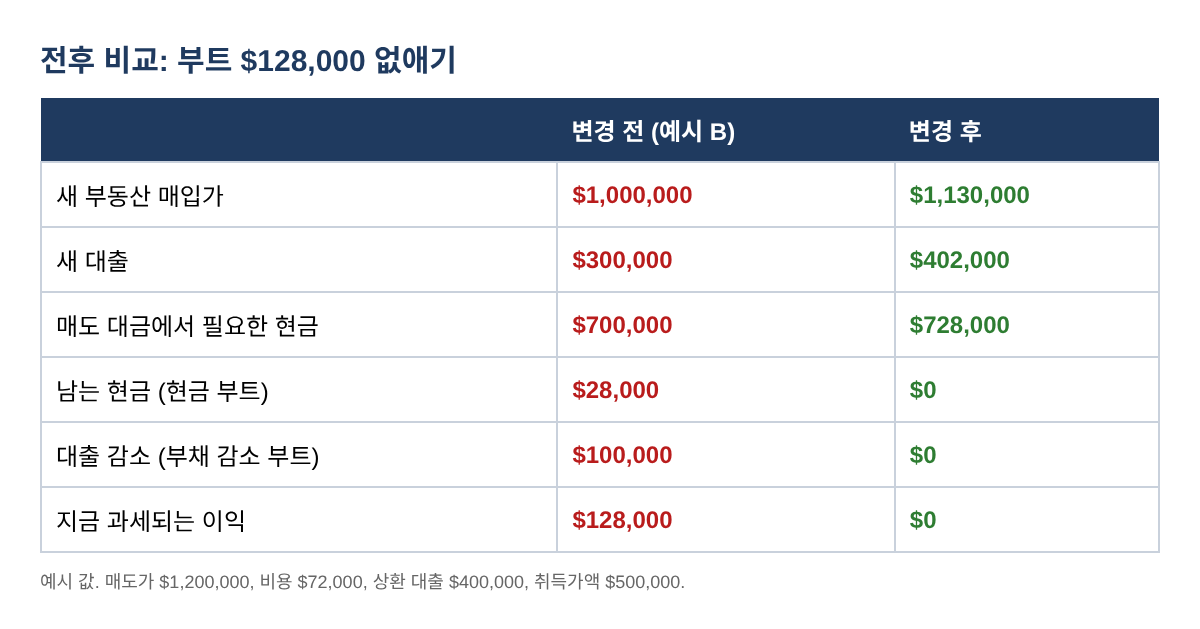 전후 비교: 부트 $128,000 없애기
변경 전 (예시 B) 변경 후
새 부동산 매입가 $1,000,000 $1,130,000
새 대출 $300,000 $402,000
매도 대금에서 필요한 현금 $700,000 $728,000
남는 현금 (현금 부트) $28,000 $0
대출 감소 (부채 감소 부트) $100,000 $0
지금 과세되는 이익 $128,000 $0
예시 값. 매도가 $1,200,000, 비용 $72,000, 상환 대출 $400,000, 취득가액 $500,000.